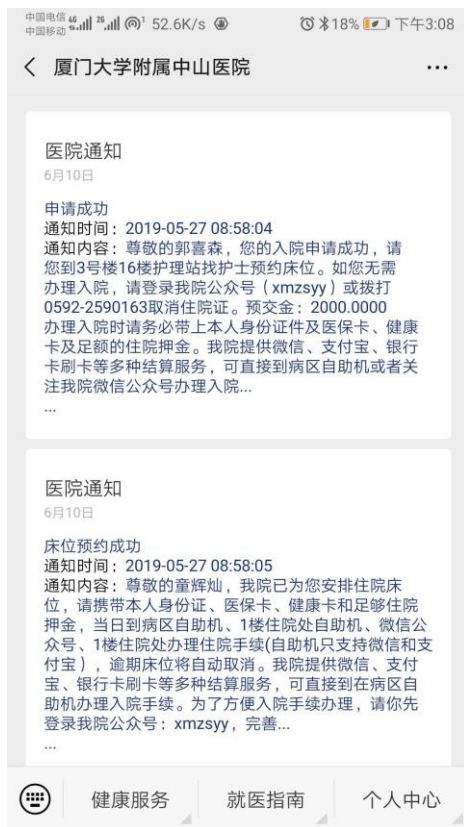 中国电信 46 26 1 52.6K/s 18% 下午3:08
中国移动
厦门大学附属中山医院
医院通知
6月10日
申请成功
通知时间：2019-05-27 08:58:04
通知内容：尊敬的郭喜森，您的入院申请成功，请
您到3号楼16楼护理站找护士预约床位。如您无需
办理入院，请登录我院公众号（xmzsyy）或拨打
0592-2590163取消住院证。预交金：2000.0000
办理入院时请务必带上本人身份证件及医保卡、健康
卡及足额的住院押金。我院提供微信、支付宝、银行
卡刷卡等多种结算服务，可直接到病区自助机或者关
注我院微信公众号办理入院...
...
医院通知
6月10日
床位预约成功
通知时间：2019-05-27 08:58:05
通知内容：尊敬的童辉灿，我院已为您安排住院床
位，请携带本人身份证、医保卡、健康卡和足够住院
押金，当日到病区自助机、1楼住院处自助机、微信公
众号、1楼住院处办理住院手续(自助机只支持微信和支
付宝），逾期床位将自动取消。我院提供微信、支付
宝、银行卡刷卡等多种结算服务，可直接到在病区自
助机办理入院手续。为了方便入院手续办理，请你先
登录我院公众号：xmzsyy，完善...
...
健康服务 就医指南 个人中心